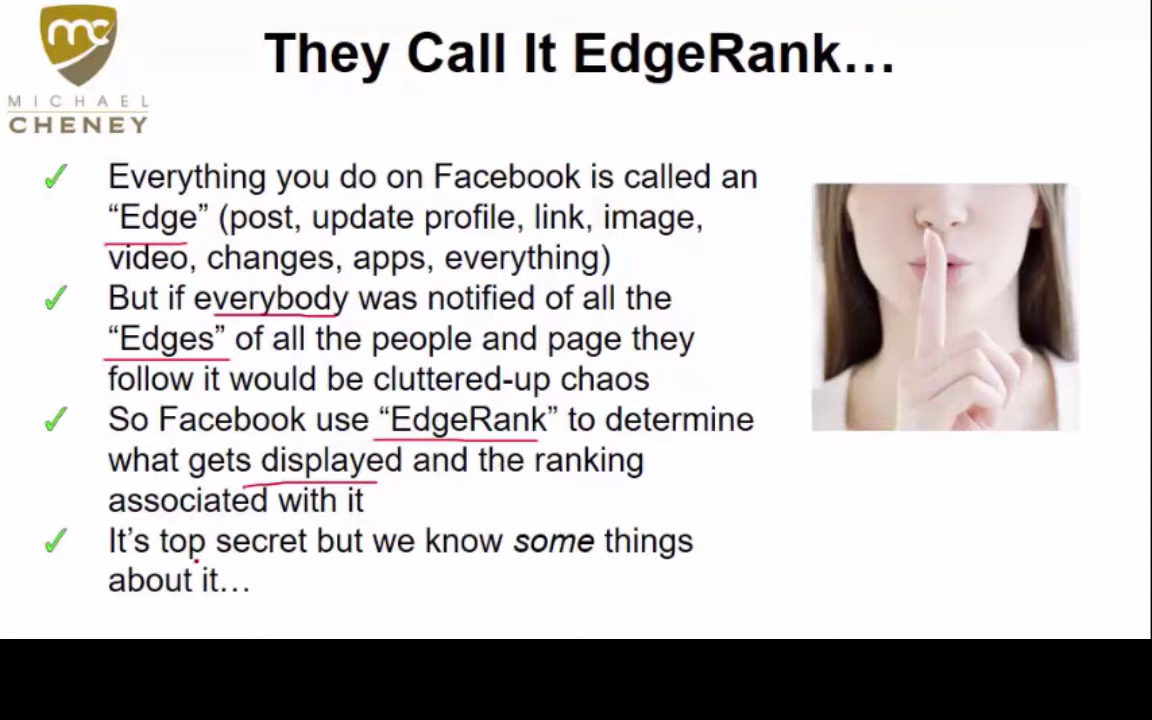 mc
MICHAEL
CHENEY
They Call It EdgeRank…
✓ Everything you do on Facebook is called an
“Edge” (post, update profile, link, image,
video, changes, apps, everything)
✓ But if everybody was notified of all the
“Edges” of all the people and page they
follow it would be cluttered-up chaos
✓ So Facebook use “EdgeRank” to determine
what gets displayed and the ranking
associated with it
✓ It’s top secret but we know some things
about it…